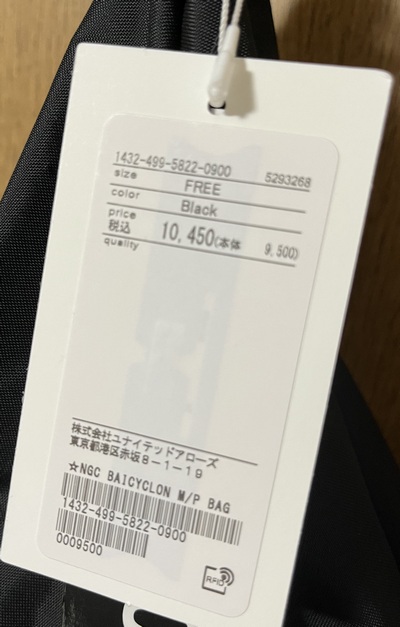 1432-499-5822-0900 5293268
size FREE
color Black
price
税込 10,450(本体 9,500)
quality
株式会社ユナイテッドアローズ
東京都港区赤坂8-1-19
☆NGC BAICYCLON M/P BAG
1432-499-5822-0900
0009500
RFID